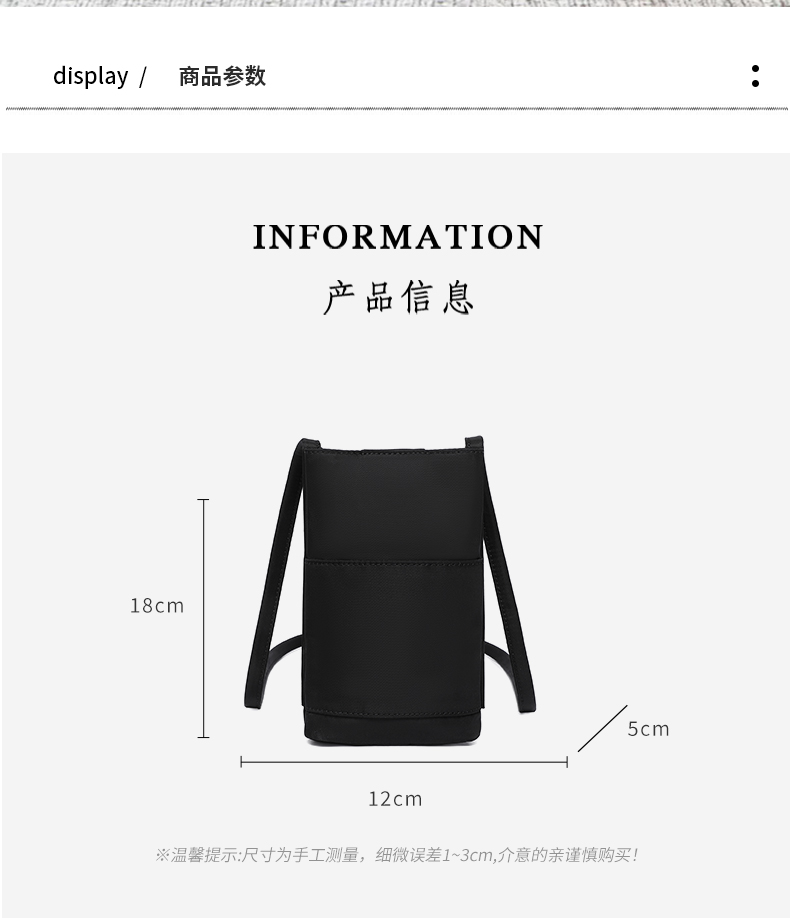 display / 商品参数
INFORMATION
产品信息
18cm
5cm
12cm
※温馨提示:尺寸为手工测量，细微误差1~3cm,介意的亲谨慎购买！